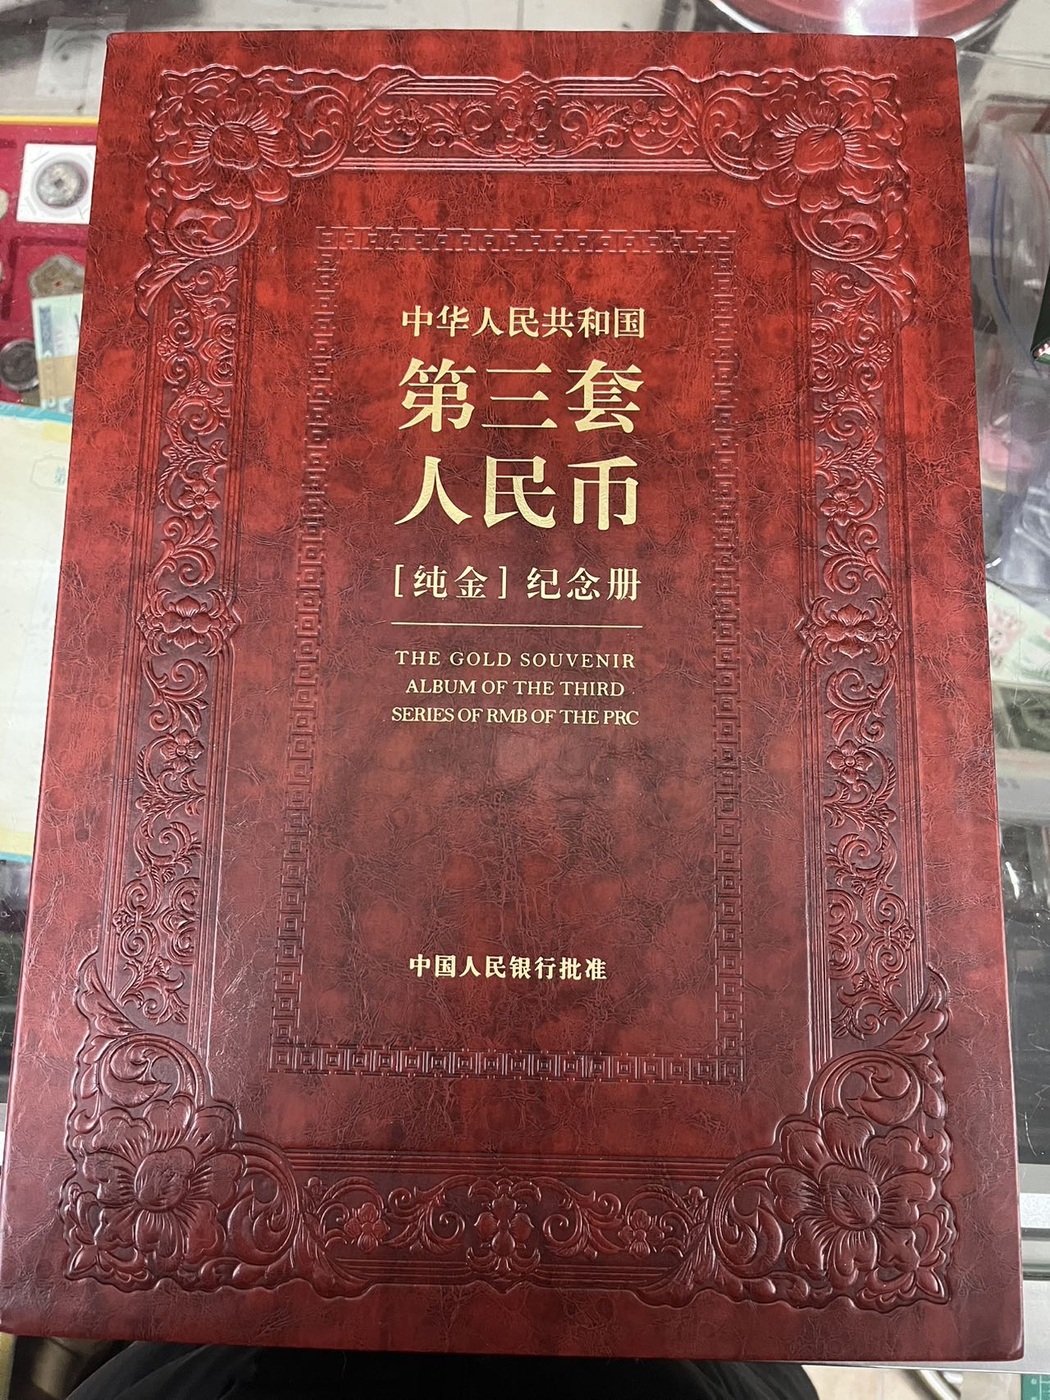 中华人民共和国
第三套
人民币
[纯金] 纪念册
THE GOLD SOUVENIR
ALBUM OF THE THIRD
SERIES OF RMB OF THE PRC
中国人民银行批准
第